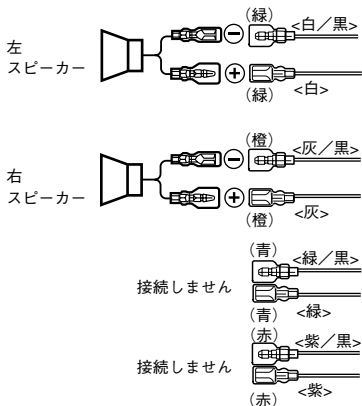 （緑）
<白／黒>
左
スピーカー
⊖
⊕
（緑）
<白>
（橙）
<灰／黒>
右
スピーカー
⊖
⊕
（橙）
<灰>
（青）
<緑／黒>
接続しません
（青）
<緑>
（赤）
<紫／黒>
接続しません
（赤）
<紫>